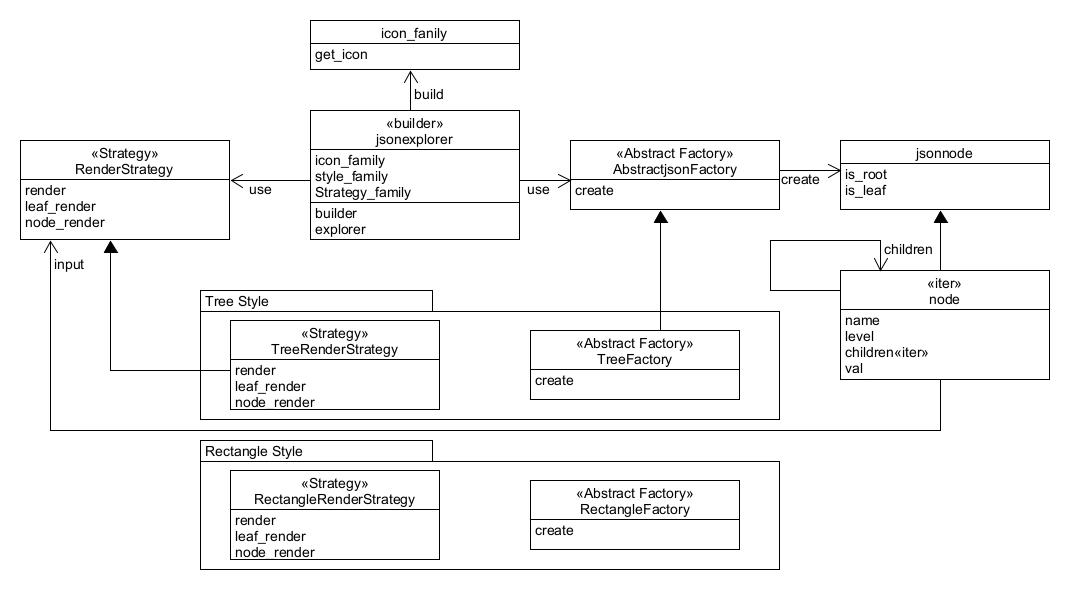 icon_fanily
get_icon
build
«builder»
jsonexplorer
icon_family
style_family
Strategy_family
builder
explorer
«Strategy»
RenderStrategy
render
leaf_render
node_render
use
use
«Abstract Factory»
AbstractjsonFactory
create
create
jsonnode
is_root
is_leaf
input
children
«iter»
node
name
level
children«iter»
val
Tree Style
«Strategy»
TreeRenderStrategy
render
leaf_render
node_render
«Abstract Factory»
TreeFactory
create
Rectangle Style
«Strategy»
RectangleRenderStrategy
render
leaf_render
node_render
«Abstract Factory»
RectangleFactory
create